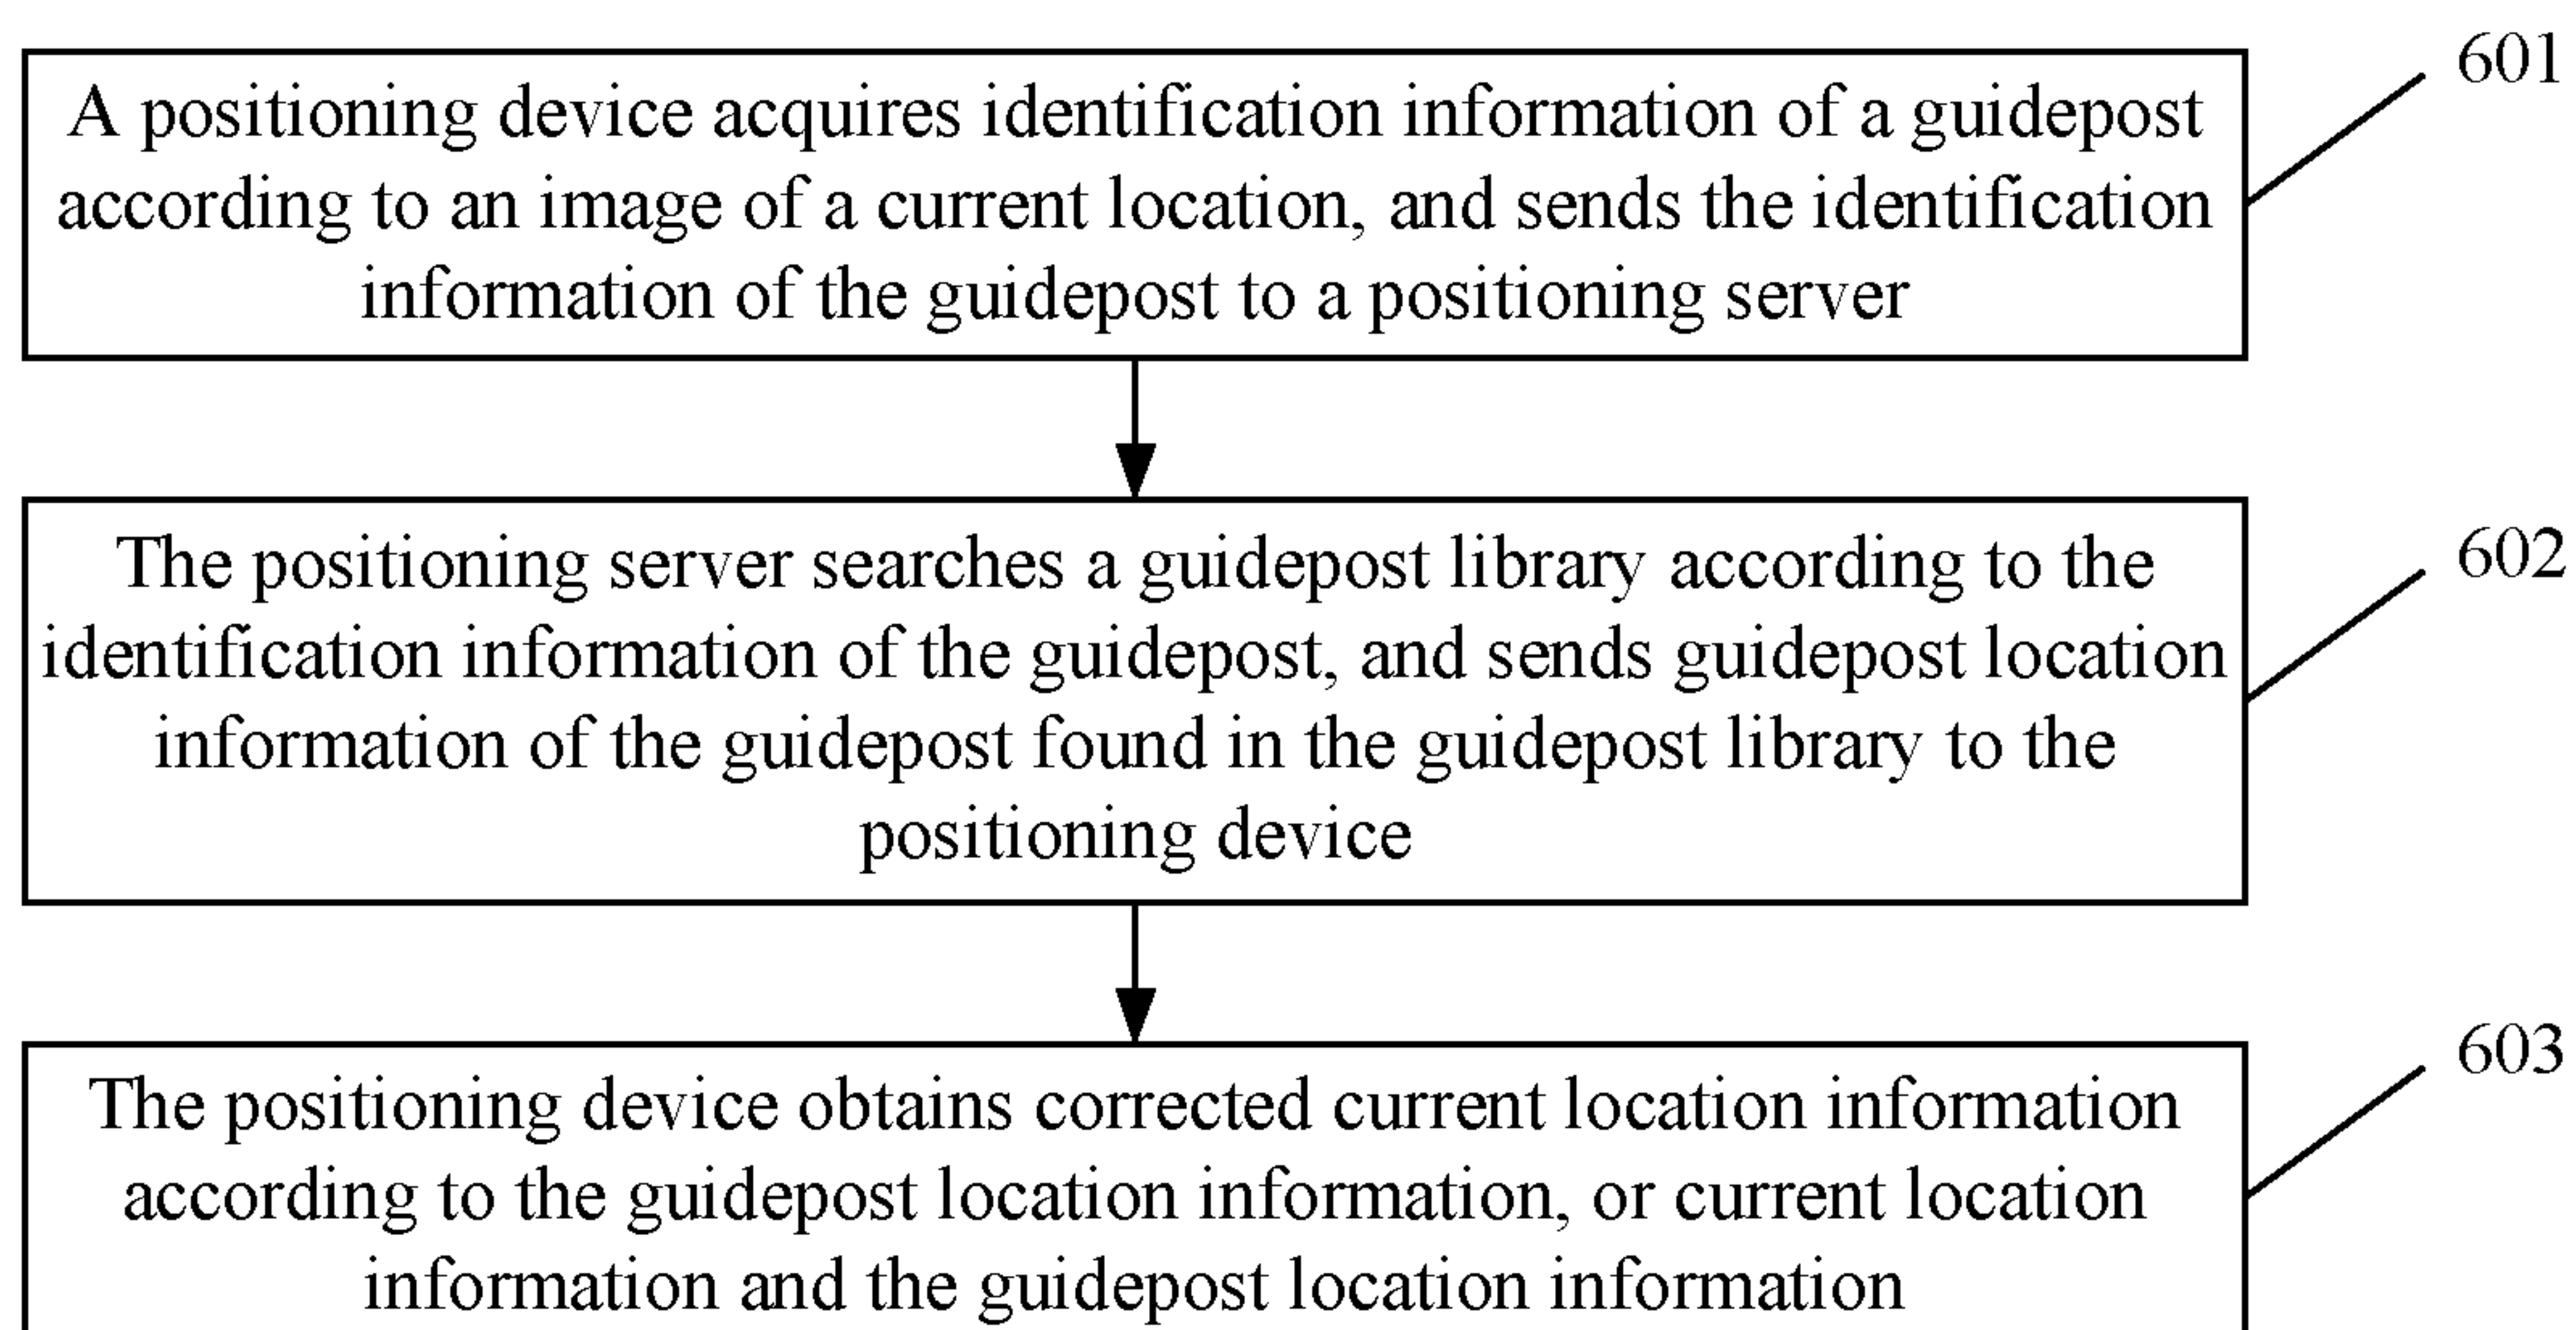 A positioning device acquires identification information of a guidepost
according to an image of a current location, and sends the identification
information of the guidepost to a positioning server
601
The positioning server searches a guidepost library according to the
identification information of the guidepost, and sends guidepost location
information of the guidepost found in the guidepost library to the
positioning device
602
The positioning device obtains corrected current location information
according to the guidepost location information, or current location
information and the guidepost location information
603